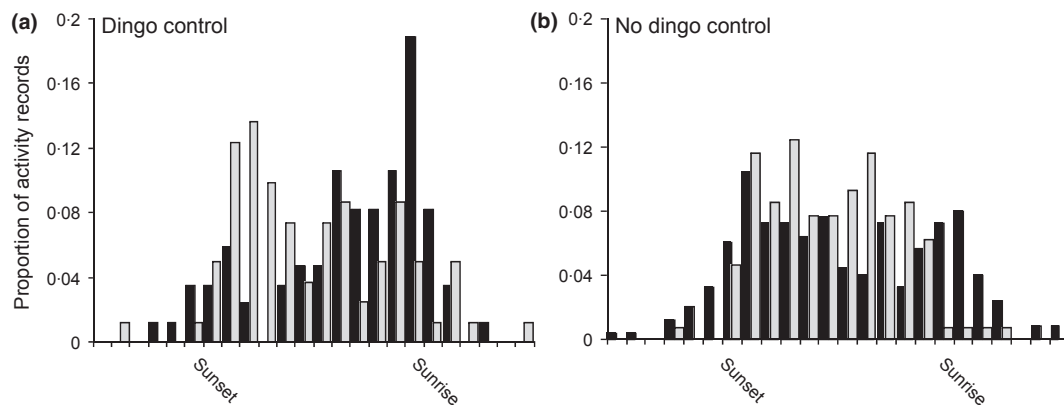 (a) Dingo control
(b) No dingo control
Proportion of activity records
0·2
0·16
0·12
0·08
0·04
0
Sunset
Sunrise
0·2
0·16
0·12
0·08
0·04
0
Sunset
Sunrise